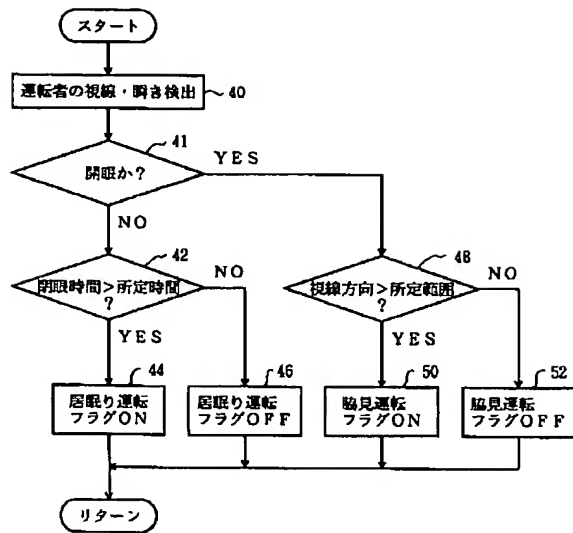 スタート
運転者の視線・瞬き検出
40
41
開眼か?
YES
NO
42
閉眼時間>所定時間
?
NO
YES
48
視線方向>所定範囲
?
NO
YES
44
居眠り運転
フラグON
46
居眠り運転
フラグOFF
50
脇見運転
フラグON
52
脇見運転
フラグOFF
リターン